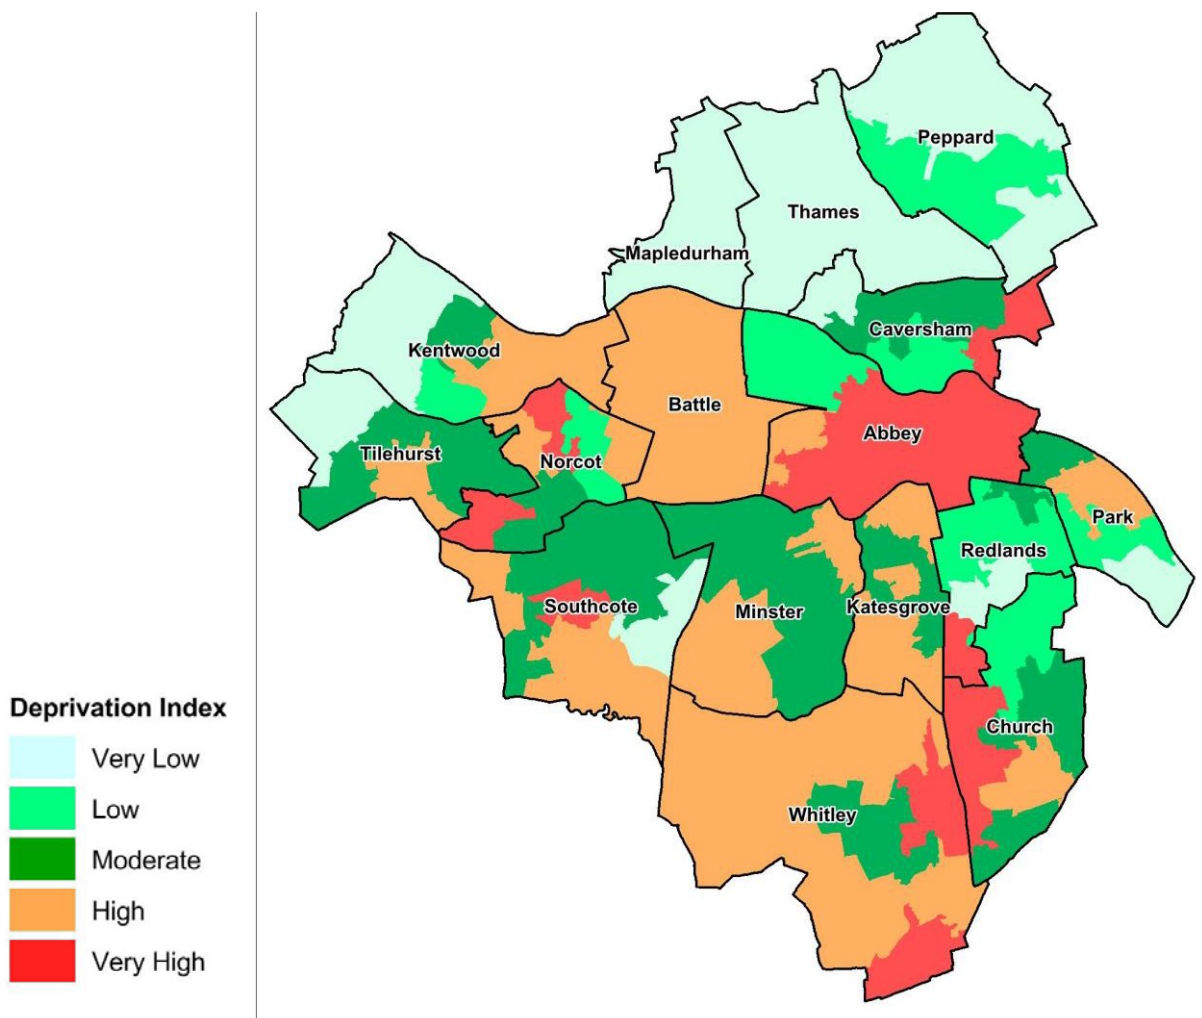 Peppard
Thames
Mapledurham
Caversham
Kentwood
Battle
Abbey
Tilehurst
Norcot
Park
Redlands
Southcote
Minster
Katesgrove
Church
Whitley
Deprivation Index
Very Low
Low
Moderate
High
Very High